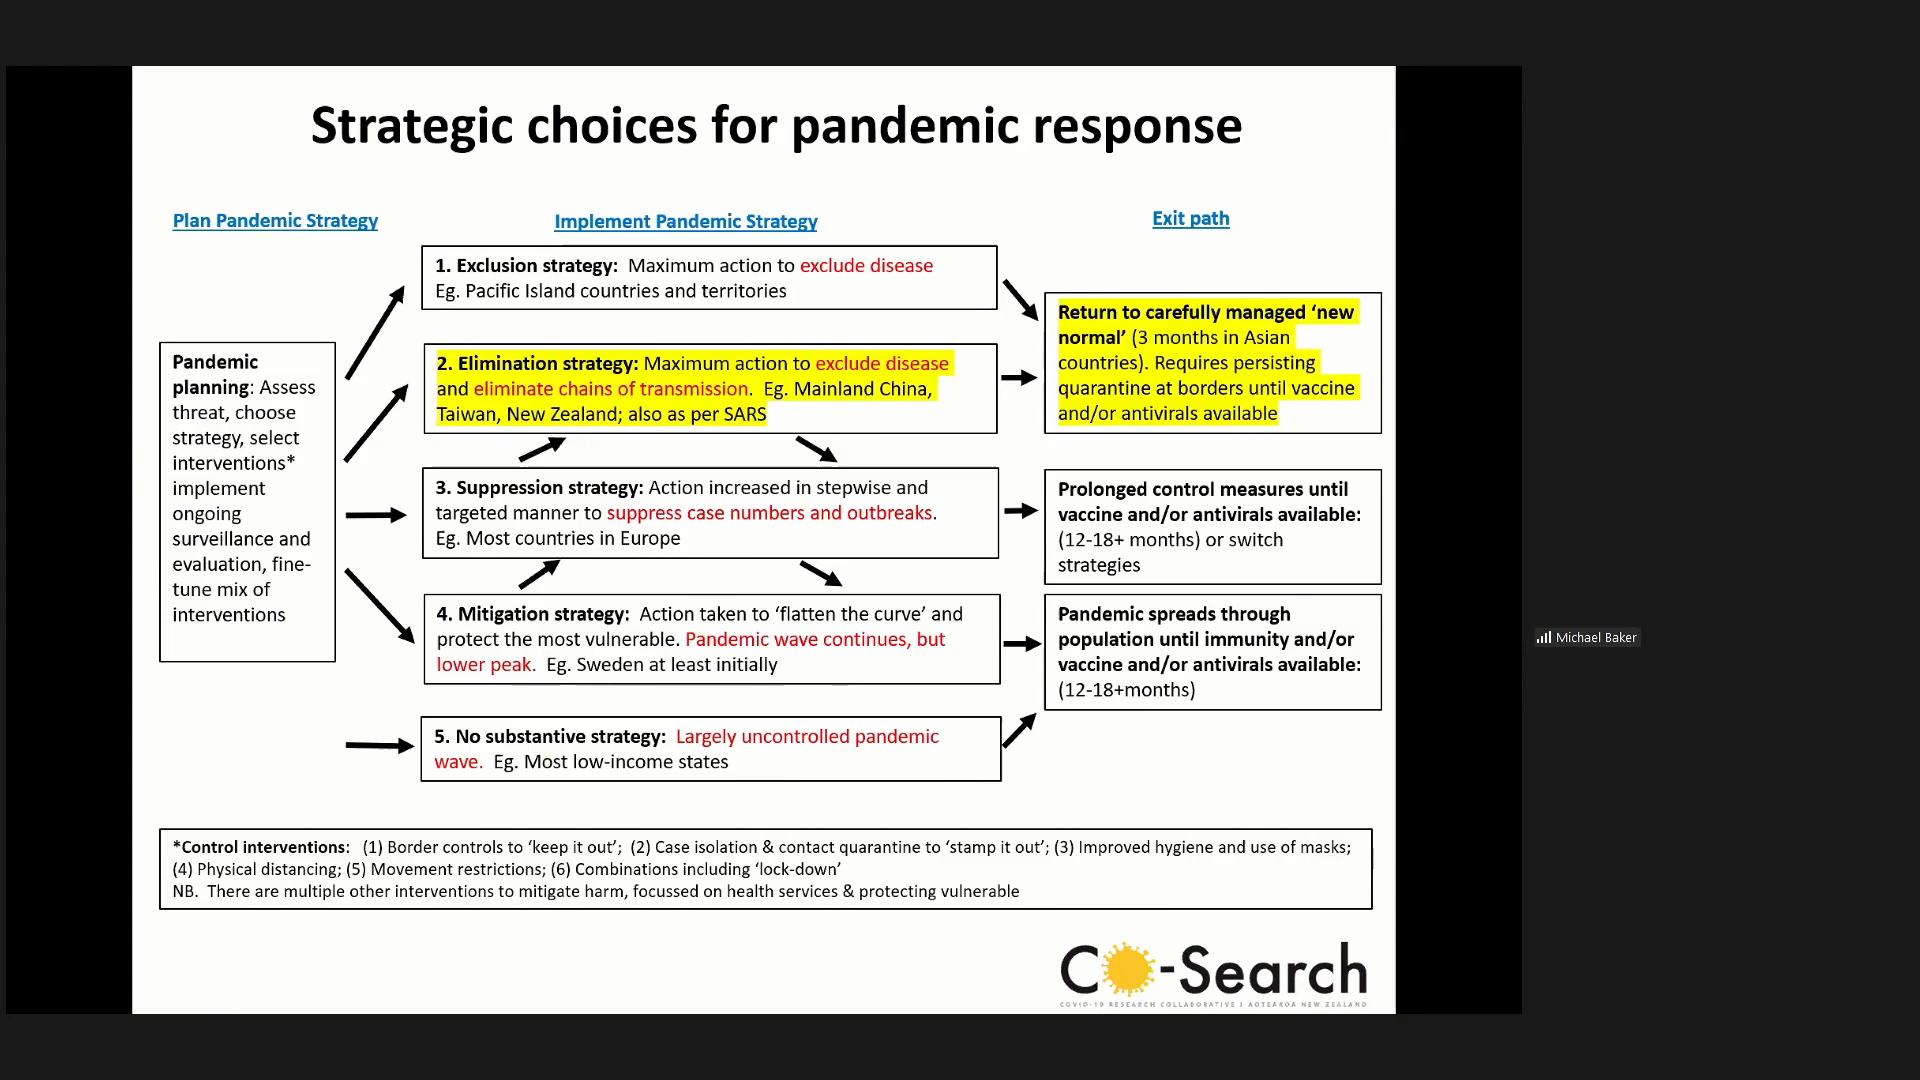 Strategic choices for pandemic response
Plan Pandemic Strategy
Implement Pandemic Strategy
Exit path
Pandemic
planning: Assess
threat, choose
strategy, select
interventions*
implement
ongoing
surveillance and
evaluation, fine-
tune mix of
interventions
1. Exclusion strategy: Maximum action to exclude disease
Eg. Pacific Island countries and territories
2. Elimination strategy: Maximum action to exclude disease
and eliminate chains of transmission. Eg. Mainland China,
Taiwan, New Zealand; also as per SARS
3. Suppression strategy: Action increased in stepwise and
targeted manner to suppress case numbers and outbreaks.
Eg. Most countries in Europe
4. Mitigation strategy: Action taken to ‘flatten the curve’ and
protect the most vulnerable. Pandemic wave continues, but
lower peak. Eg. Sweden at least initially
5. No substantive strategy: Largely uncontrolled pandemic
wave. Eg. Most low-income states
Return to carefully managed ‘new
normal’ (3 months in Asian
countries). Requires persisting
quarantine at borders until vaccine
and/or antivirals available
Prolonged control measures until
vaccine and/or antivirals available:
(12-18+ months) or switch
strategies
Pandemic spreads through
population until immunity and/or
vaccine and/or antivirals available:
(12-18+months)
*Control interventions: (1) Border controls to ‘keep it out’; (2) Case isolation & contact quarantine to ‘stamp it out’; (3) Improved hygiene and use of masks;
(4) Physical distancing; (5) Movement restrictions; (6) Combinations including ‘lock-down’
NB. There are multiple other interventions to mitigate harm, focussed on health services & protecting vulnerable
CO-Search
COVID-19 RESEARCH COLLABORATIVE | AOTEAROA NEW ZEALAND
Michael Baker